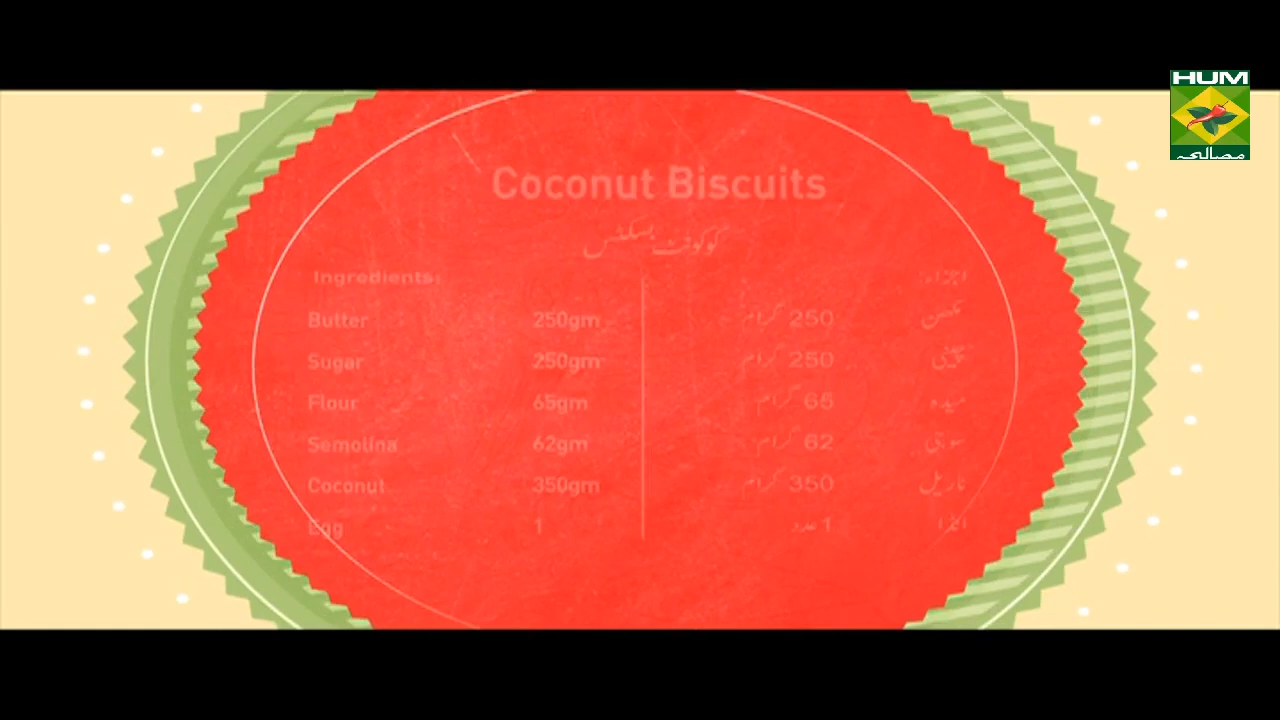 HUM
مصالحہ
Coconut Biscuits
کوکونٹ بسکٹس
Ingredients: اجزاء:
Butter 250gm 250 گرام مکھن
Sugar 250gm 250 گرام چینی
Flour 65gm 65 گرام میدہ
Semolina 62gm 62 گرام سوجی
Coconut 350gm 350 گرام ناریل
Egg 1 1 عدد انڈا